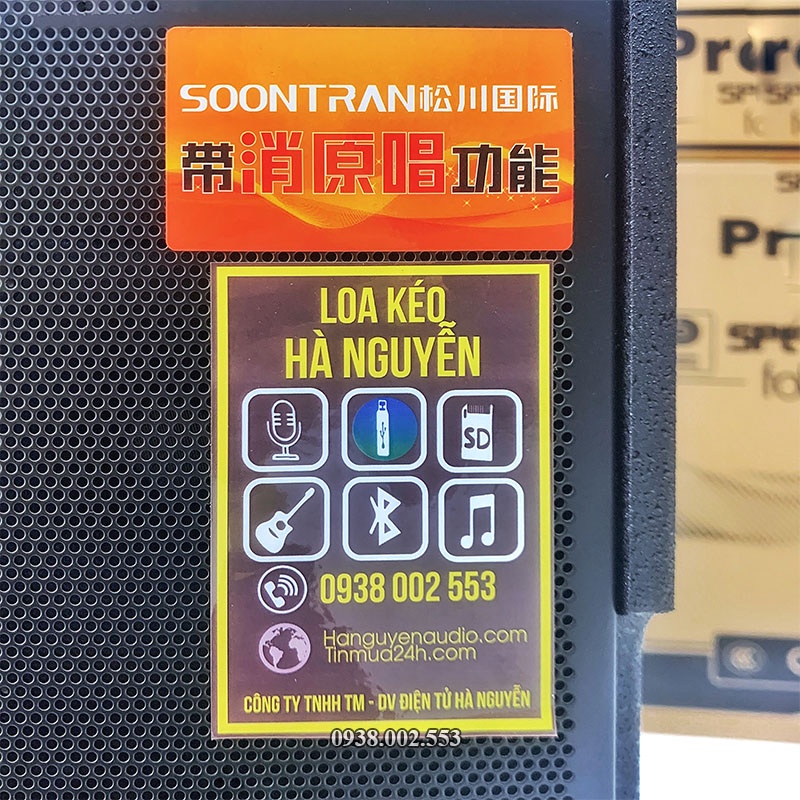 SOONTRAN松川国际
带消原唱功能
LOA KÉO
HÀ NGUYỄN
SD
0938 002 553
Hanguyenaudio.com
Tinmua24h.com
CÔNG TY TNHH TM - DV ĐIỆN TỬ HÀ NGUYỄN
0938.002.553